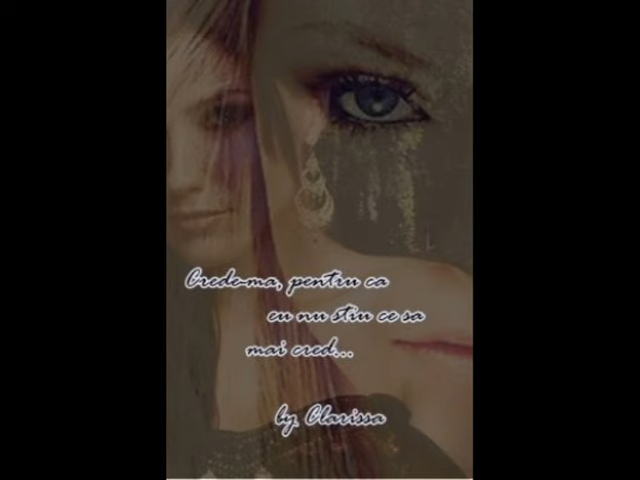 Crede-ma, pentru ca
eu nu stiu ce sa
mai cred...
by Clarissa